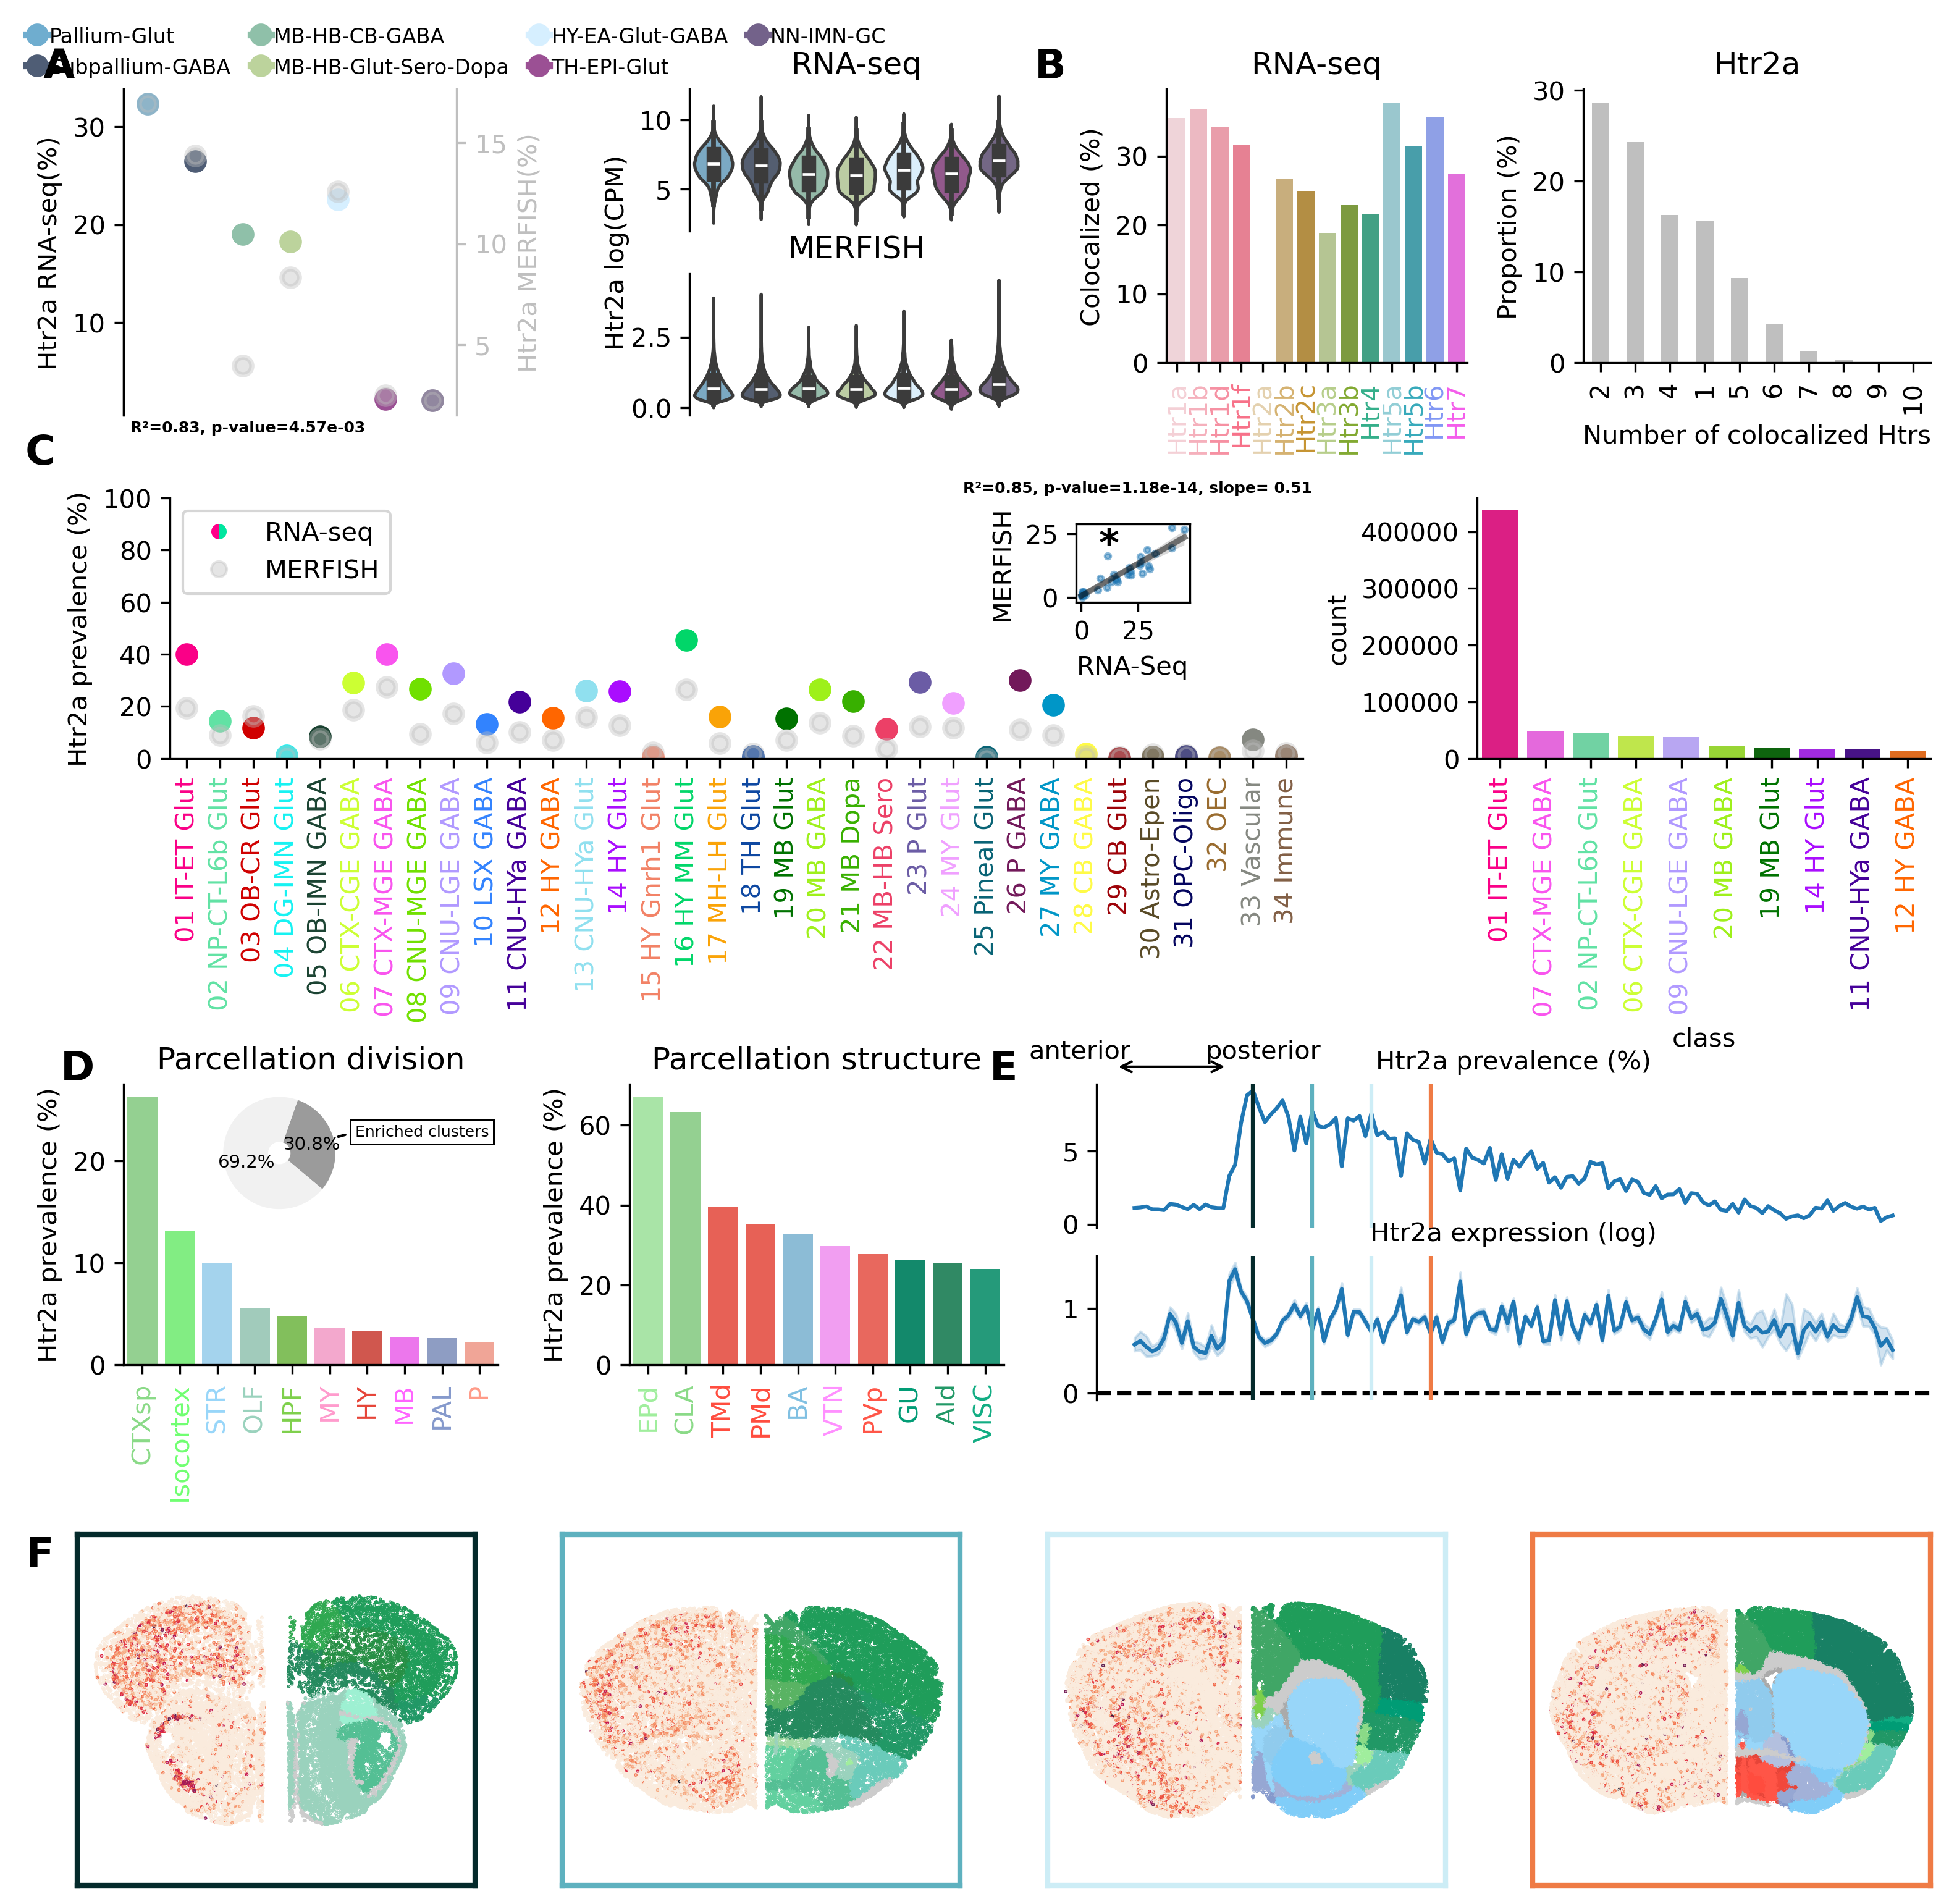 Pallium-Glut
MB-HB-CB-GABA
HY-EA-Glut-GABA
NN-IMN-GC
Subpallium-GABA
MB-HB-Glut-Sero-Dopa
TH-EPI-Glut
A
Htr2a RNA-seq(%)
30
20
10
Htr2a MERFISH(%)
15
10
5
R²=0.83, p-value=4.57e-03
RNA-seq
Htr2a log(CPM)
10
5
MERFISH
2.5
0.0
B
RNA-seq
Colocalized (%)
30
20
10
0
Htr1a
Htr1b
Htr1d
Htr1f
Htr2a
Htr2b
Htr2c
Htr3a
Htr3b
Htr4
Htr5a
Htr5b
Htr6
Htr7
Htr2a
Proportion (%)
30
20
10
0
2
3
4
1
5
6
7
8
9
10
Number of colocalized Htrs
C
Htr2a prevalence (%)
100
80
60
40
20
0
RNA-seq
MERFISH
R²=0.85, p-value=1.18e-14, slope= 0.51
MERFISH
25
0
*
0
25
RNA-Seq
01 IT-ET Glut
02 NP-CT-L6b Glut
03 OB-CR Glut
04 DG-IMN Glut
05 OB-IMN GABA
06 CTX-CGE GABA
07 CTX-MGE GABA
08 CNU-MGE GABA
09 CNU-LGE GABA
10 LSX GABA
11 CNU-HYa GABA
12 HY GABA
13 CNU-HYa Glut
14 HY Glut
15 HY Gnrh1 Glut
16 HY MM Glut
17 MH-LH Glut
18 TH Glut
19 MB Glut
20 MB GABA
21 MB Dopa
22 MB-HB Sero
23 P Glut
24 MY Glut
25 Pineal Glut
26 P GABA
27 MY GABA
28 CB GABA
29 CB Glut
30 Astro-Epen
31 OPC-Oligo
32 OEC
33 Vascular
34 Immune
count
400000
300000
200000
100000
0
01 IT-ET Glut
07 CTX-MGE GABA
02 NP-CT-L6b Glut
06 CTX-CGE GABA
09 CNU-LGE GABA
20 MB GABA
19 MB Glut
14 HY Glut
11 CNU-HYa GABA
12 HY GABA
class
D
Parcellation division
Htr2a prevalence (%)
20
10
0
30.8%
69.2%
Enriched clusters
CTXsp
Isocortex
STR
OLF
HPF
MY
HY
MB
PAL
P
Parcellation structure
Htr2a prevalence (%)
60
40
20
0
EPd
CLA
TMd
PMd
BA
VTN
PVp
GU
AId
VISC
E
anterior
posterior
Htr2a prevalence (%)
5
0
Htr2a expression (log)
1
0
F